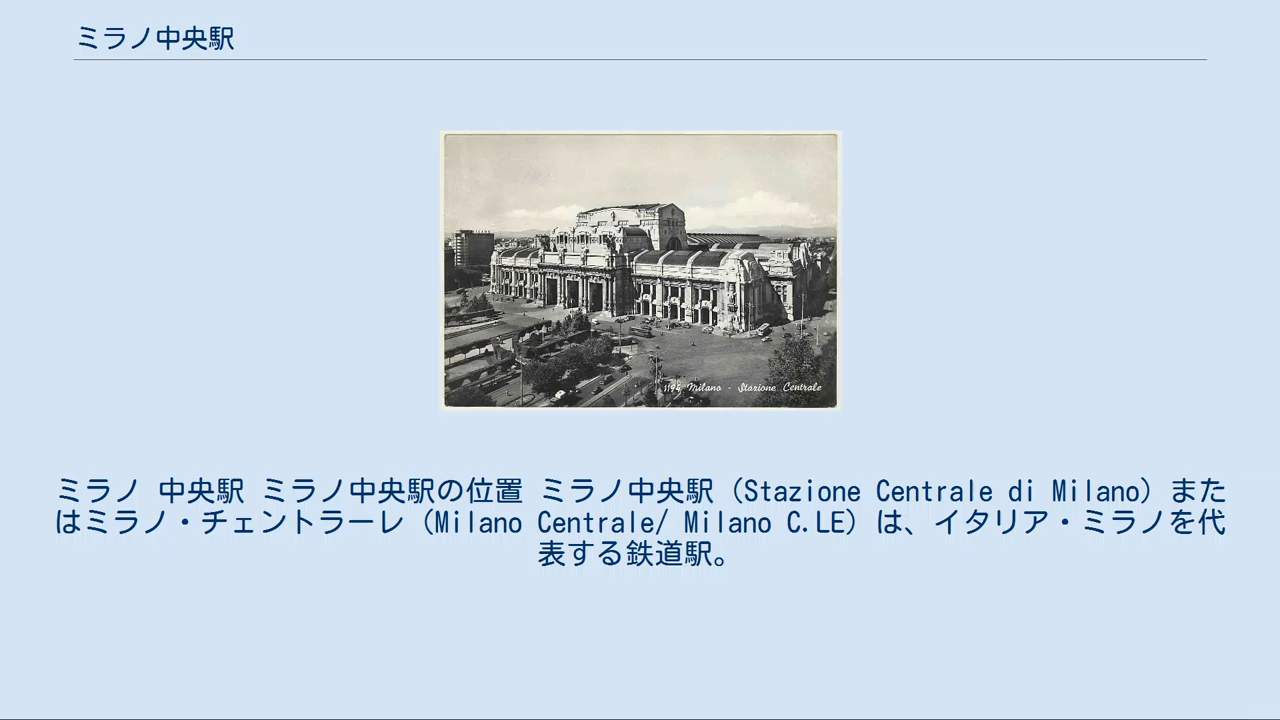 ミラノ中央駅
1194 Milano - Stazione Centrale
ミラノ 中央駅 ミラノ中央駅の位置 ミラノ中央駅（Stazione Centrale di Milano）また
はミラノ・チェントラーレ（Milano Centrale/ Milano C.LE）は、イタリア・ミラノを代
表する鉄道駅。